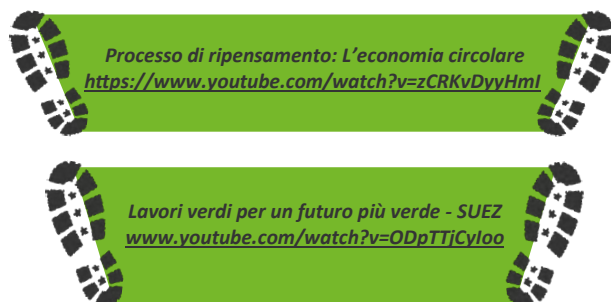 Processo di ripensamento: L’economia circolare
https://www.youtube.com/watch?v=zCRKvDyyHmI
Lavori verdi per un futuro più verde - SUEZ
www.youtube.com/watch?v=ODpTTjCyIoo